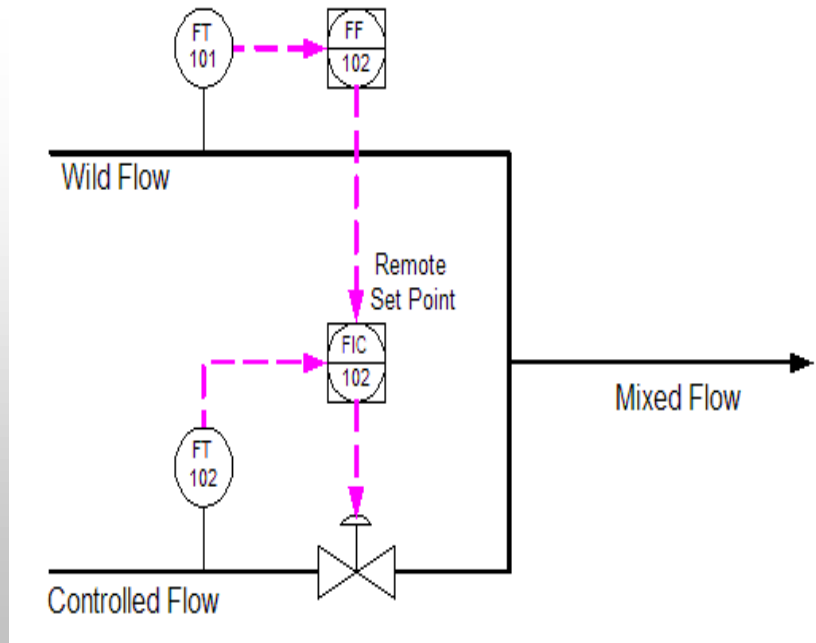 FT
101
FF
102
Wild Flow
Remote
Set Point
FIC
102
Mixed Flow
FT
102
Controlled Flow